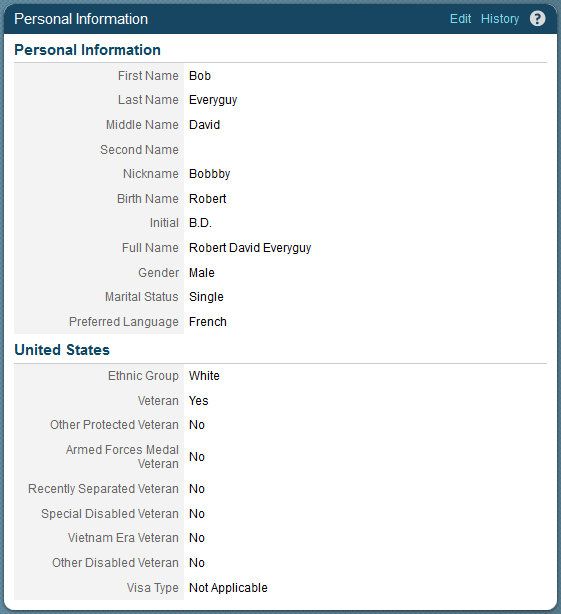 Personal Information Edit History ?
Personal Information
First Name Bob
Last Name Everyguy
Middle Name David
Second Name
Nickname Bobbby
Birth Name Robert
Initial B.D.
Full Name Robert David Everyguy
Gender Male
Marital Status Single
Preferred Language French
United States
Ethnic Group White
Veteran Yes
Other Protected Veteran No
Armed Forces Medal
Veteran No
Recently Separated Veteran No
Special Disabled Veteran No
Vietnam Era Veteran No
Other Disabled Veteran No
Visa Type Not Applicable